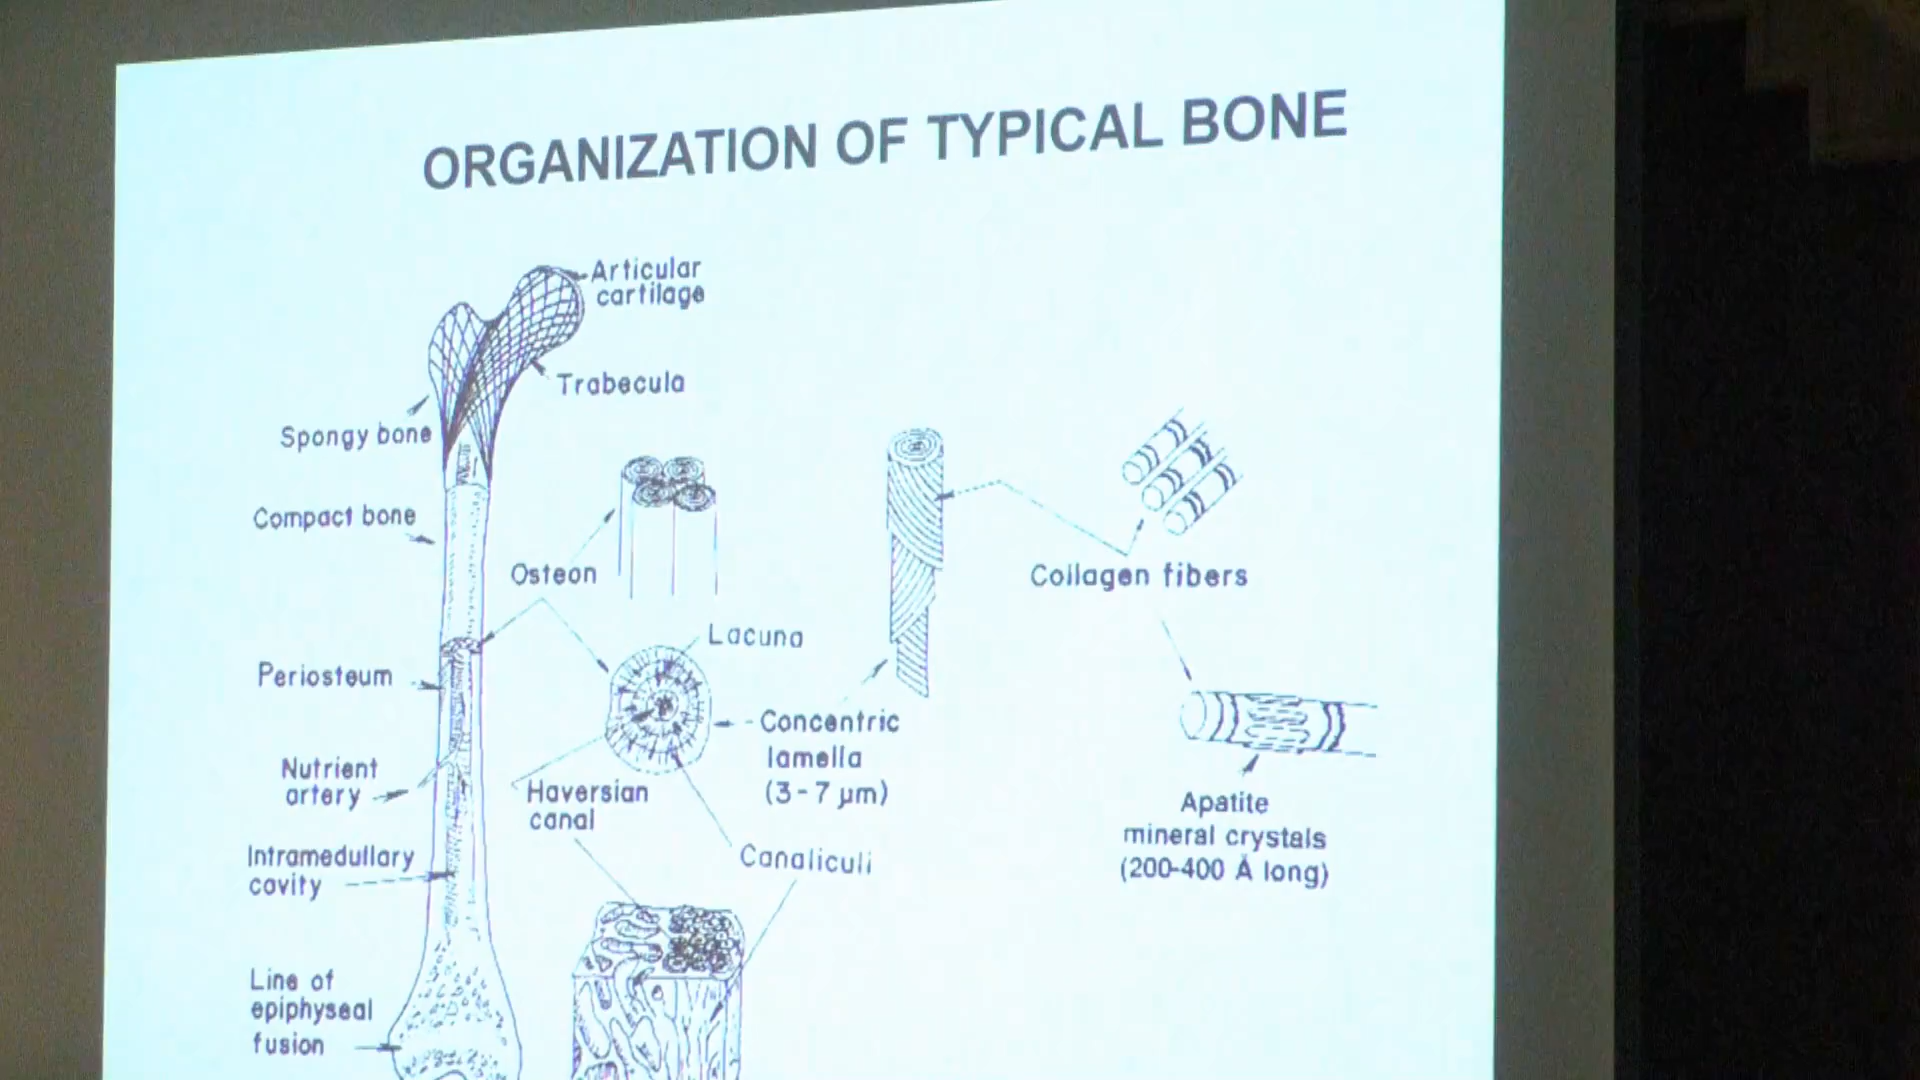 ORGANIZATION OF TYPICAL BONE
Articular
cartilage
Trabecula
Spongy bone
Compact bone
Osteon
Collagen fibers
Lacuna
Periosteum
Concentric
lamella
(3-7 µm)
Nutrient
artery
Haversian
canal
Apatite
mineral crystals
(200-400 Å long)
Intramedullary
cavity
Canaliculi
Line of
epiphyseal
fusion